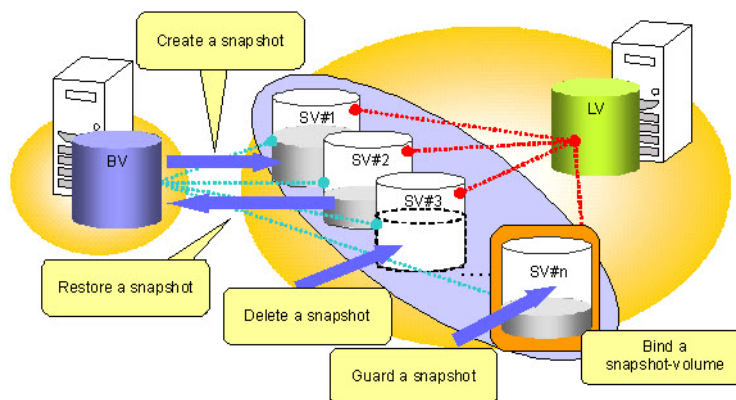 Create a snapshot
SV#1
LV
BV
SV#2
SV#3
Restore a snapshot
SV#n
Delete a snapshot
Bind a
snapshot-volume
Guard a snapshot